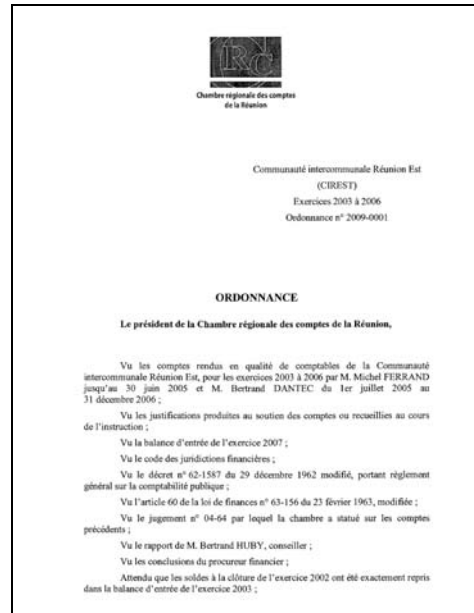 RC
Chambre régionale des comptes
de la Réunion
Communauté intercommunale Réunion Est
(CIREST)
Exercices 2003 à 2006
Ordonnance n° 2009-0001
ORDONNANCE
Le président de la Chambre régionale des comptes de la Réunion,
Vu les comptes rendus en qualité de comptables de la Communauté
intercommunale Réunion Est, pour les exercices 2003 à 2006 par M. Michel FERRAND
jusqu'au 30 juin 2005 et M. Bertrand DANTEC du 1er juillet 2005 au
31 décembre 2006 ;
Vu les justifications produites au soutien des comptes ou recueillies au cours
de l'instruction ;
Vu la balance d'entrée de l'exercice 2007 ;
Vu le code des juridictions financières ;
Vu le décret n° 62-1587 du 29 décembre 1962 modifié, portant règlement
général sur la comptabilité publique ;
Vu l'article 60 de la loi de finances n° 63-156 du 23 février 1963, modifiée ;
Vu le jugement n° 04-64 par lequel la chambre a statué sur les comptes
précédents ;
Vu le rapport de M. Bertrand HUBY, conseiller ;
Vu les conclusions du procureur financier ;
Attendu que les soldes à la clôture de l'exercice 2002 ont été exactement repris
dans la balance d'entrée de l'exercice 2003 ;